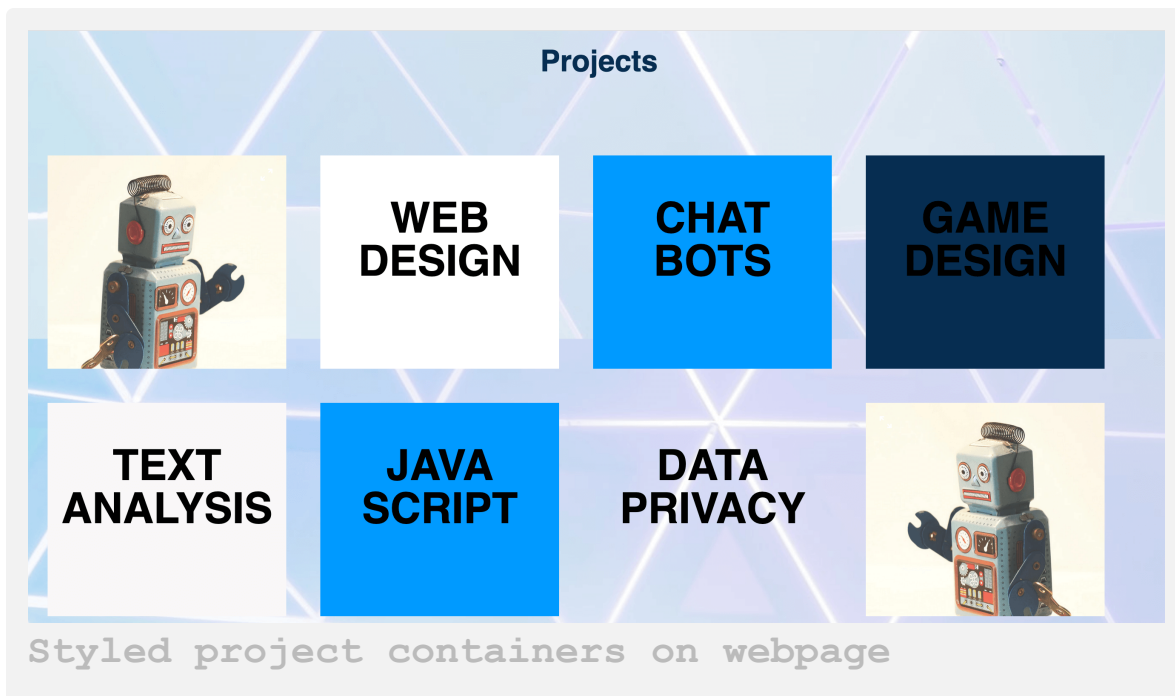 Projects
WEB
DESIGN
CHAT
BOTS
GAME
DESIGN
TEXT
ANALYSIS
JAVA
SCRIPT
DATA
PRIVACY
Styled project containers on webpage